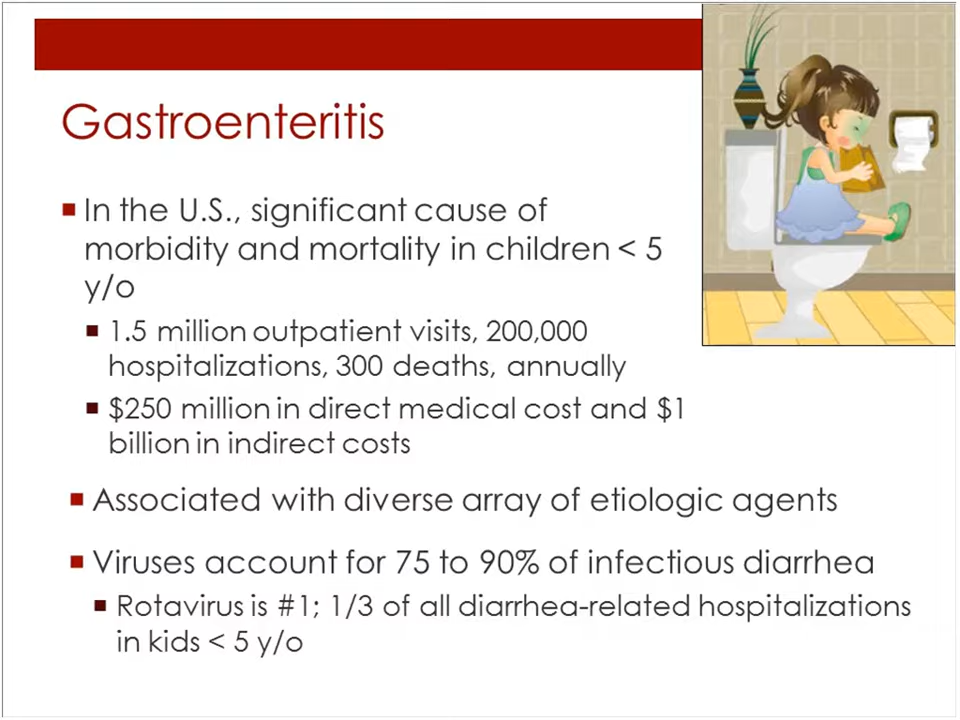 Gastroenteritis
In the U.S., significant cause of
morbidity and mortality in children < 5
y/o
1.5 million outpatient visits, 200,000
hospitalizations, 300 deaths, annually
$250 million in direct medical cost and $1
billion in indirect costs
Associated with diverse array of etiologic agents
Viruses account for 75 to 90% of infectious diarrhea
Rotavirus is #1; 1/3 of all diarrhea-related hospitalizations
in kids < 5 y/o